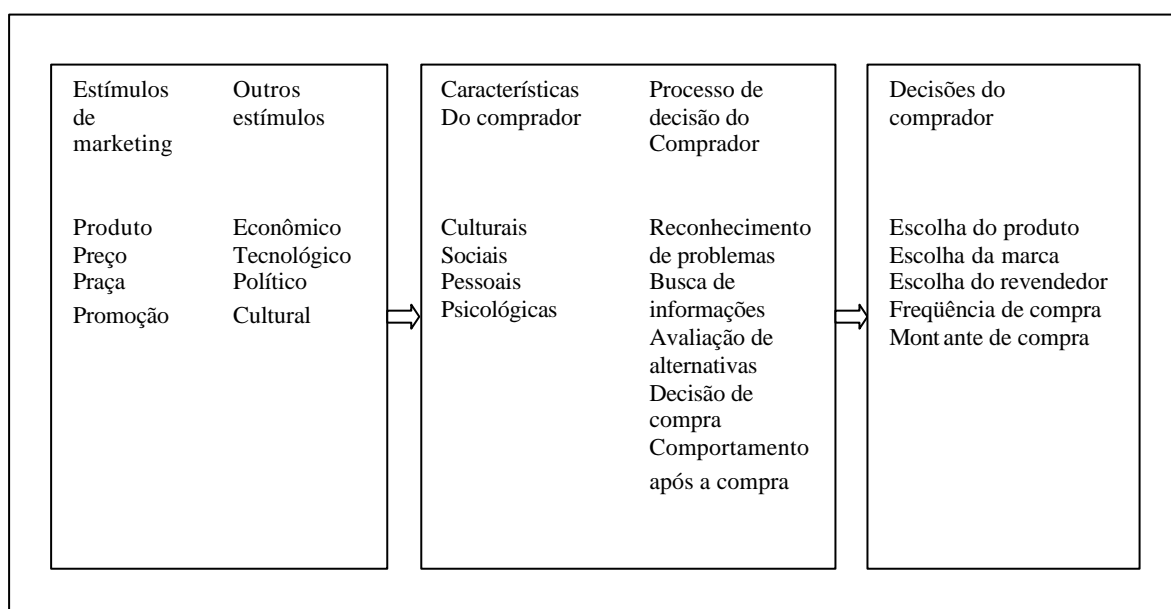 Estímulos
de
marketing
Outros
estímulos
Produto
Preço
Praça
Promoção
Econômico
Tecnológico
Político
Cultural
Características
Do comprador
Processo de
decisão do
Comprador
Culturais
Sociais
Pessoais
Psicológicas
Reconhecimento
de problemas
Busca de
informações
Avaliação de
alternativas
Decisão de
compra
Comportamento
após a compra
Decisões do
comprador
Escolha do produto
Escolha da marca
Escolha do revendedor
Freqüência de compra
Mont ante de compra